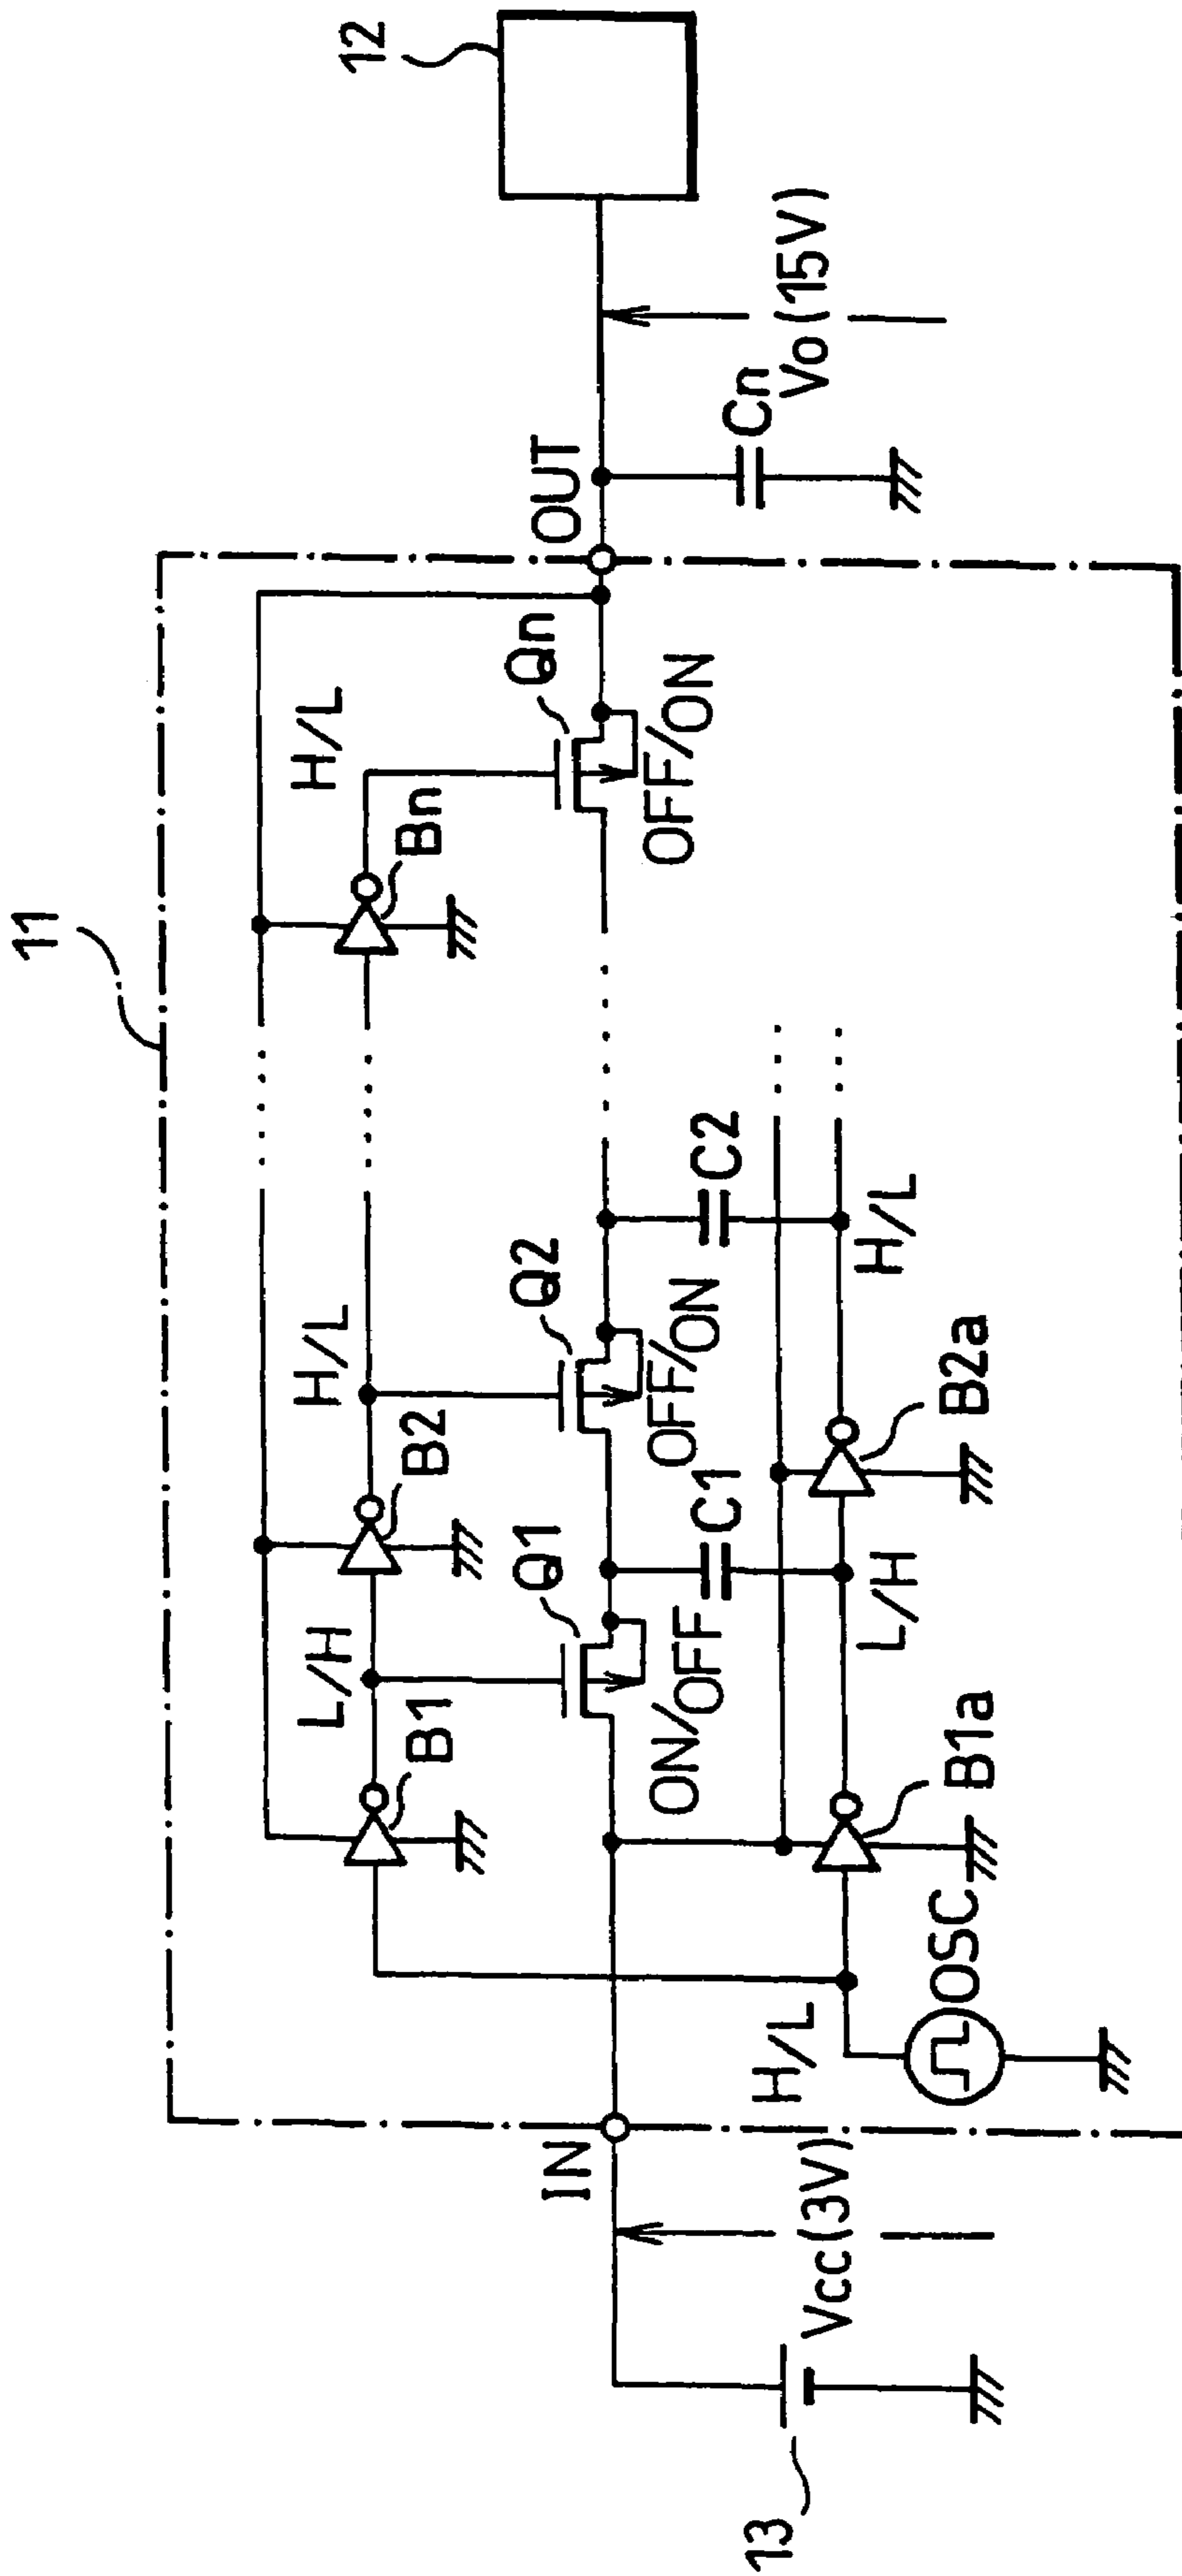 11
12
H/L
Bn
Qn
OUT
OFF/ON
Cn
Vo (15V)
L/H
B1
H/L
B2
Q1
ON/OFF
C1
Q2
OFF/ON
C2
IN
H/L
OSC
B1a
L/H
B2a
H/L
13
Vcc (3V)